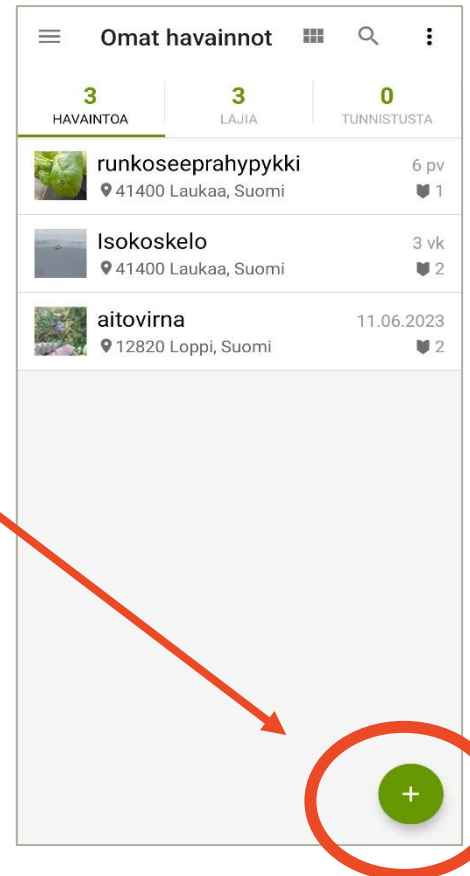 Omat havainnot
3 3 0
HAVAINTOA LAJIA TUNNISTUSTA
runkoseeprahypykki 6 pv
41400 Laukaa, Suomi 1
Isokoskelo 3 vk
41400 Laukaa, Suomi 2
aitovirna 11.06.2023
12820 Loppi, Suomi 2
+